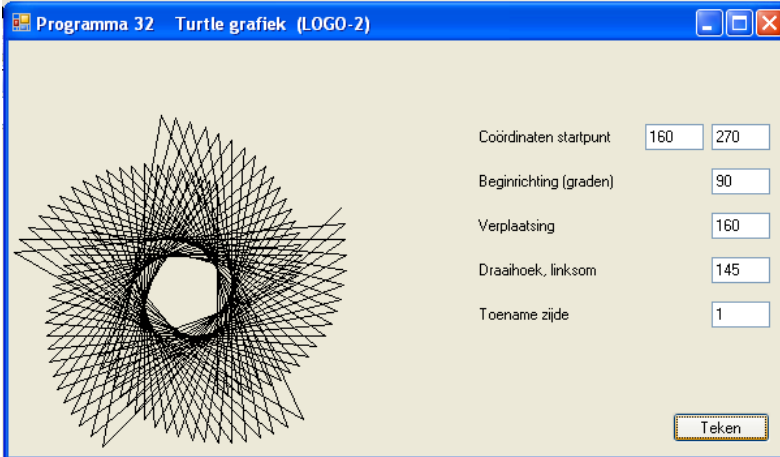 Programma 32 Turtle grafiek (LOGO-2)
Coördinaten startpunt 160 270
Beginrichting (graden) 90
Verplaatsing 160
Draaihoek, linksom 145
Toename zijde 1
Teken